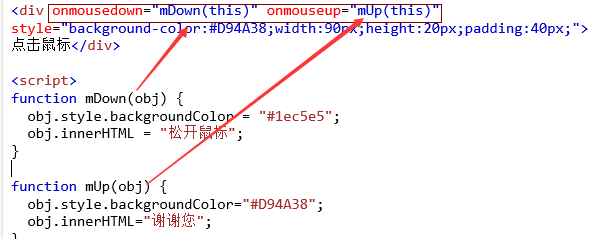 <div onmousedown="mDown(this)" onmouseup="mUp(this)"
style="background-color:#D94A38;width:90px;height:20px;padding:40px;">
点击鼠标</div>
<script>
function mDown(obj) {
obj.style.backgroundColor = "#1ec5e5";
obj.innerHTML = "松开鼠标";
}
function mUp(obj) {
obj.style.backgroundColor="#D94A38";
obj.innerHTML="谢谢您";
}